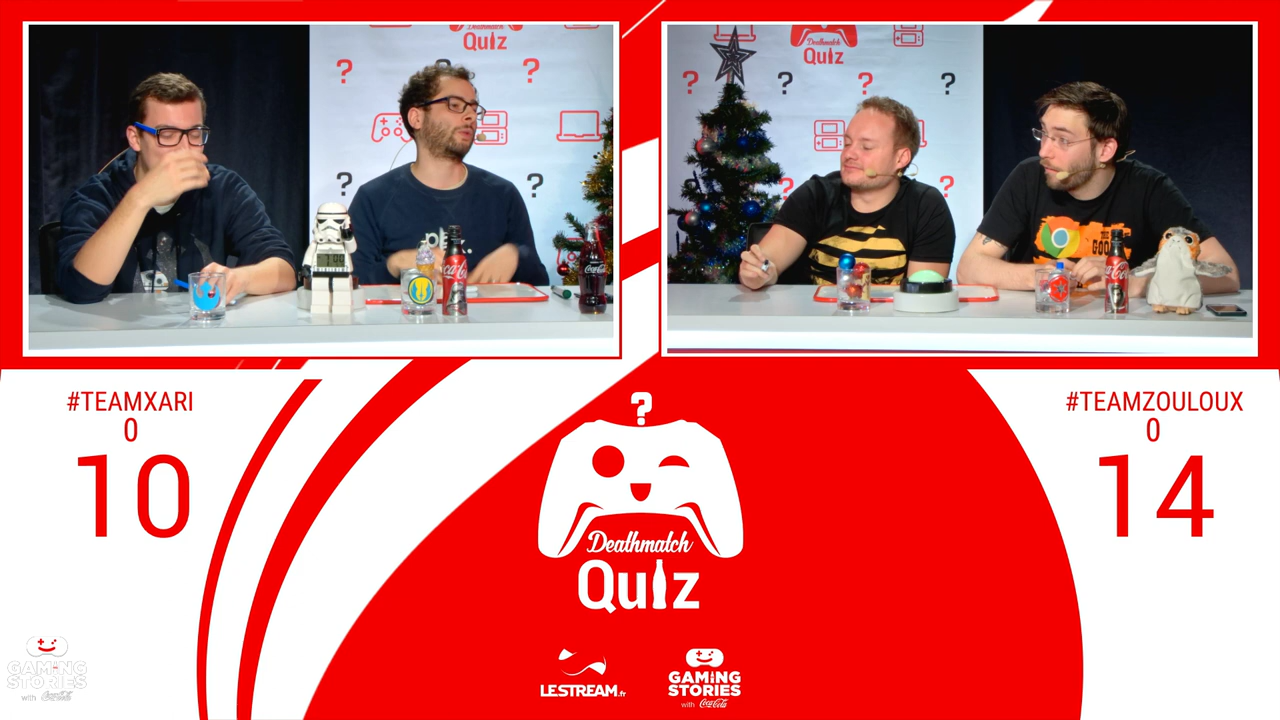 Deathmatch
Quiz
Deathmatch
Quiz
? ? ?
? ?
? ? ? ?
? ?
Coca-Cola
Coca-Cola
Coca-Cola
#TEAMXARI
0
10
#TEAMZOULOUX
0
14
?
Deathmatch
Quiz
LESTREAM.fr
GAMING
STORIES
with Coca-Cola
GAMING
STORIES
with Coca-Cola